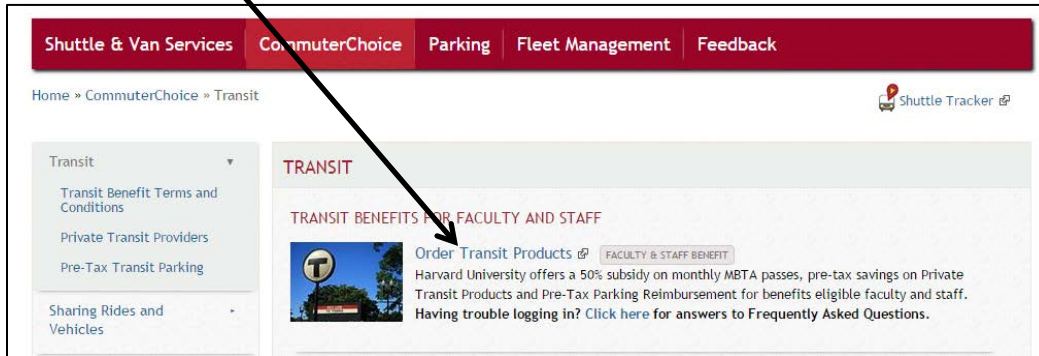 Shuttle & Van Services CommuterChoice Parking Fleet Management Feedback
Home » CommuterChoice » Transit
Shuttle Tracker
Transit
Transit Benefit Terms and
Conditions
Private Transit Providers
Pre-Tax Transit Parking
Sharing Rides and
Vehicles
TRANSIT
TRANSIT BENEFITS FOR FACULTY AND STAFF
T
Order Transit Products FACULTY & STAFF BENEFIT
Harvard University offers a 50% subsidy on monthly MBTA passes, pre-tax savings on Private
Transit Products and Pre-Tax Parking Reimbursement for benefits eligible faculty and staff.
Having trouble logging in? Click here for answers to Frequently Asked Questions.